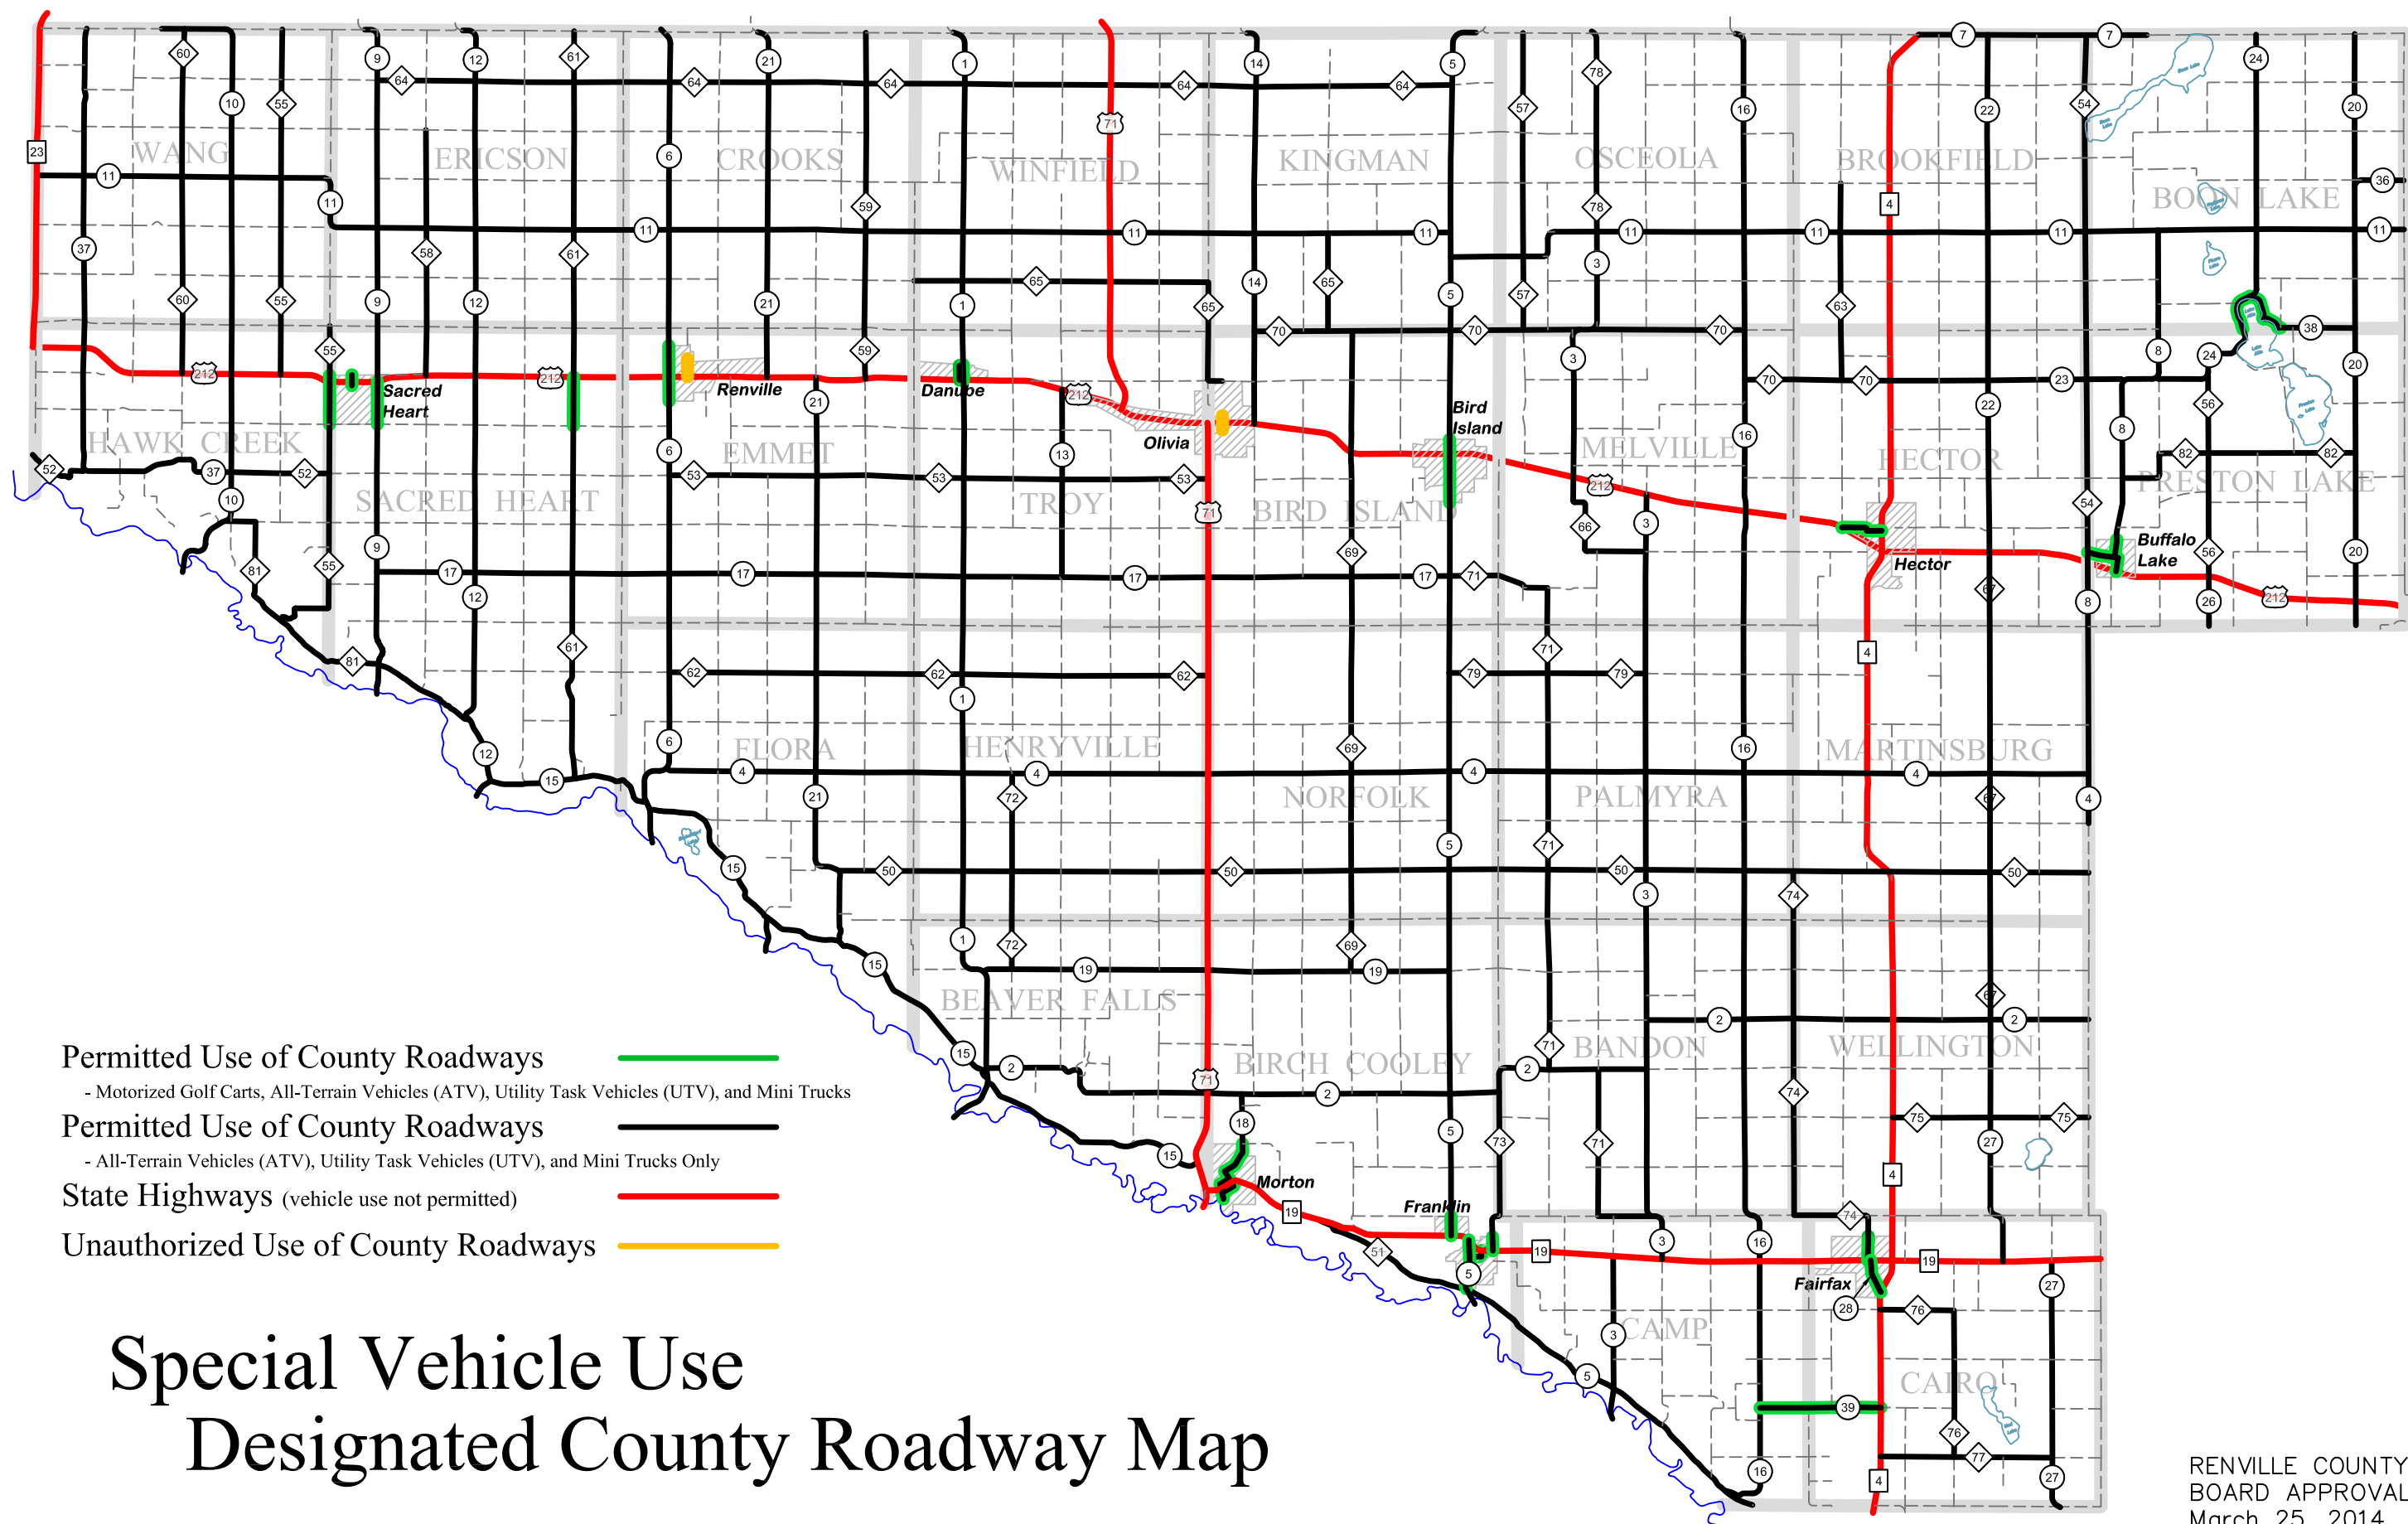 WANG
ERICSON
CROOKS
WINFIELD
KINGMAN
OSCEOLA
BROOKFIELD
BOON LAKE
Sacred
Heart
Renville
Danube
Olivia
Bird
Island
HAWK CREEK
SACRED HEART
EMMET
TROY
BIRD ISLAND
MELVILLE
HECTOR
PRESTON LAKE
Hector
Buffalo
Lake
FLORA
HENRYVILLE
NORFOLK
PALMYRA
MARTINSBURG
BEAVER FALLS
BIRCH COOLEY
BANDON
WELLINGTON
Morton
Franklin
Fairfax
CAMP
CAIRO
Permitted Use of County Roadways
- Motorized Golf Carts, All-Terrain Vehicles (ATV), Utility Task Vehicles (UTV), and Mini Trucks
Permitted Use of County Roadways
- All-Terrain Vehicles (ATV), Utility Task Vehicles (UTV), and Mini Trucks Only
State Highways (vehicle use not permitted)
Unauthorized Use of County Roadways
Special Vehicle Use
Designated County Roadway Map
RENVILLE COUNTY
BOARD APPROVAL
March 25, 2014